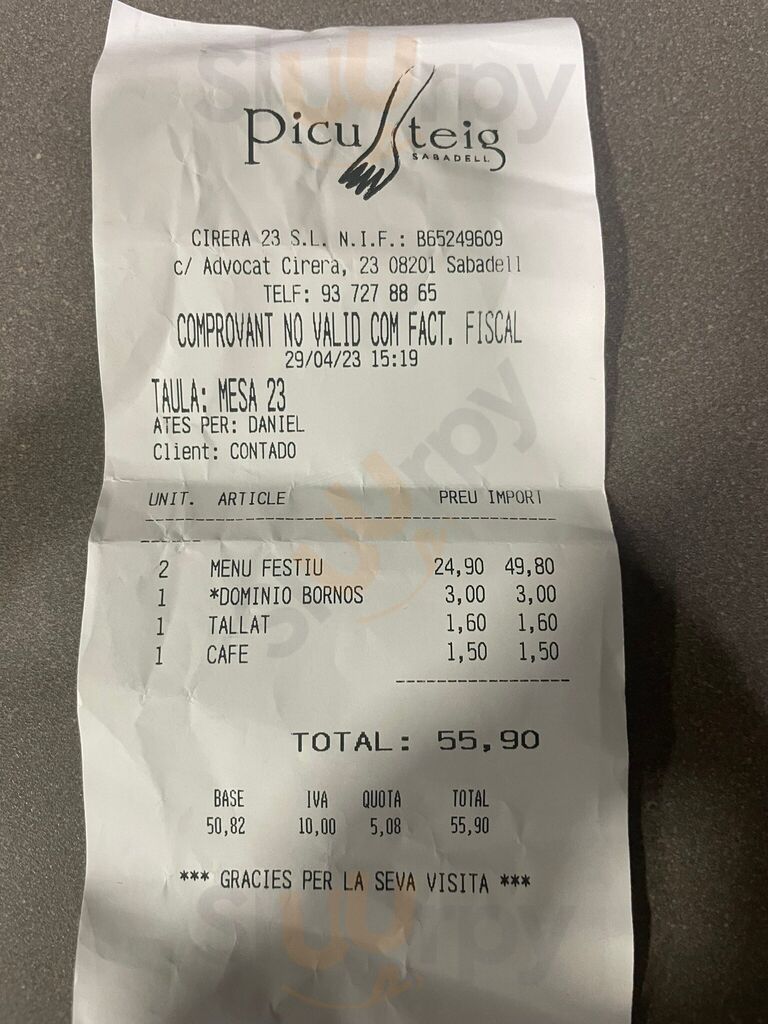 Picusteig
SABADELL
CIRERA 23 S.L. N.I.F.: B65249609
c/ Advocat Cirera, 23 08201 Sabadell
TELF: 93 727 88 65
COMPROVANT NO VALID COM FACT. FISCAL
29/04/23 15:19
TAULA: MESA 23
ATES PER: DANIEL
Client: CONTADO
UNIT. ARTICLE PREU IMPORT
2 MENU FESTIU 24,90 49,80
1 *DOMINIO BORNOS 3,00 3,00
1 TALLAT 1,60 1,60
1 CAFE 1,50 1,50
TOTAL: 55,90
BASE IVA QUOTA TOTAL
50,82 10,00 5,08 55,90
*** GRACIES PER LA SEVA VISITA ***
Sluurpy
Sluurpy
Sluurpy